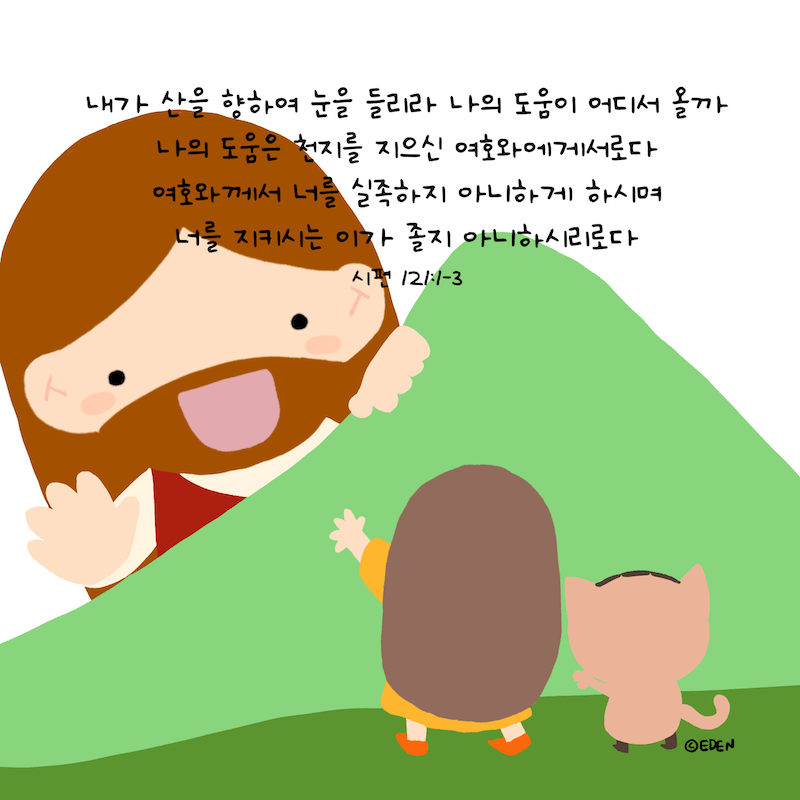 내가 산을 향하여 눈을 들리라 나의 도움이 어디서 올까
나의 도움은 천지를 지으신 여호와에게서로다
여호와께서 너를 실족하지 아니하게 하시며
너를 지키시는 이가 졸지 아니하시리로다
시편 121:1-3
©EDEN